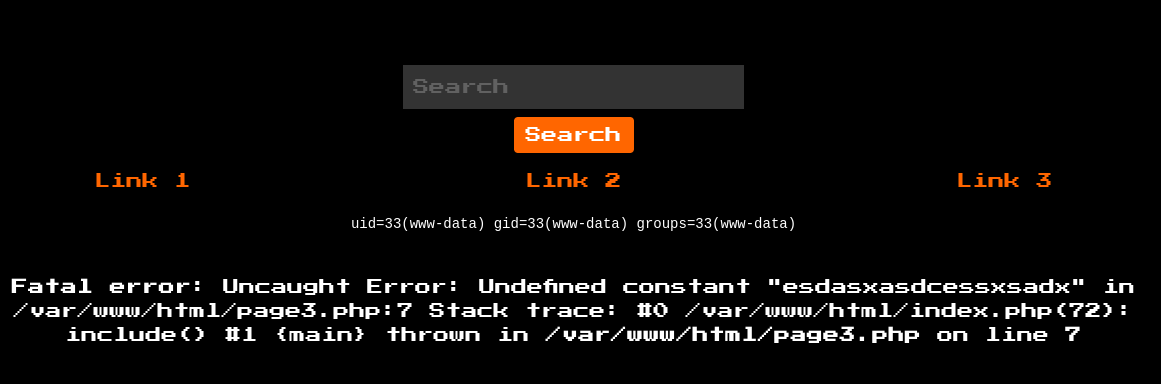 Search
Search
Link 1 Link 2 Link 3
uid=33(www-data) gid=33(www-data) groups=33(www-data)
Fatal error: Uncaught Error: Undefined constant "esdasxasdcessxsadx" in
/var/www/html/page3.php:7 Stack trace: #0 /var/www/html/index.php(72):
include() #1 {main} thrown in /var/www/html/page3.php on line 7